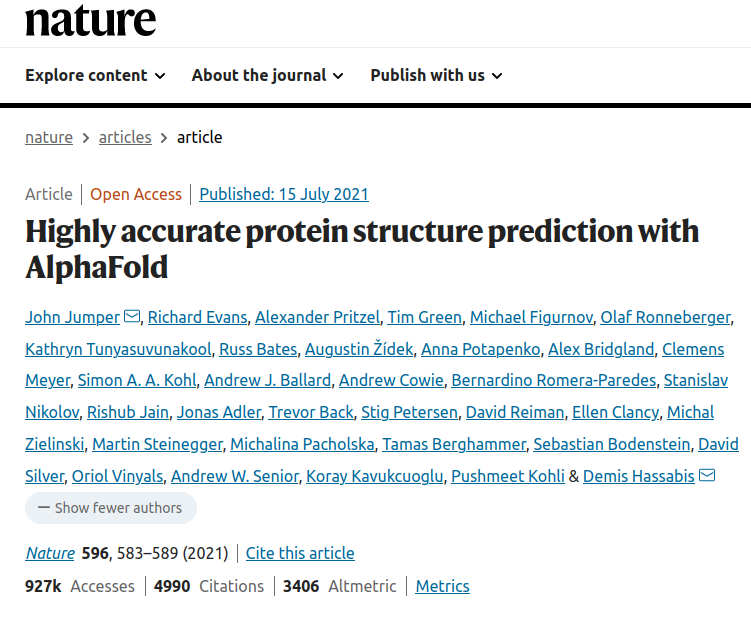 nature
Explore content About the journal Publish with us
nature > articles > article
Article | Open Access | Published: 15 July 2021
Highly accurate protein structure prediction with
AlphaFold
John Jumper, Richard Evans, Alexander Pritzel, Tim Green, Michael Figurnov, Olaf Ronneberger,
Kathryn Tunyasuvunakool, Russ Bates, Augustin Žídek, Anna Potapenko, Alex Bridgland, Clemens
Meyer, Simon A. A. Kohl, Andrew J. Ballard, Andrew Cowie, Bernardino Romera-Paredes, Stanislav
Nikolov, Rishub Jain, Jonas Adler, Trevor Back, Stig Petersen, David Reiman, Ellen Clancy, Michal
Zielinski, Martin Steinegger, Michalina Pacholska, Tamas Berghammer, Sebastian Bodenstein, David
Silver, Oriol Vinyals, Andrew W. Senior, Koray Kavukcuoglu, Pushmeet Kohli & Demis Hassabis
— Show fewer authors
Nature 596, 583–589 (2021) | Cite this article
927k Accesses | 4990 Citations | 3406 Altmetric | Metrics